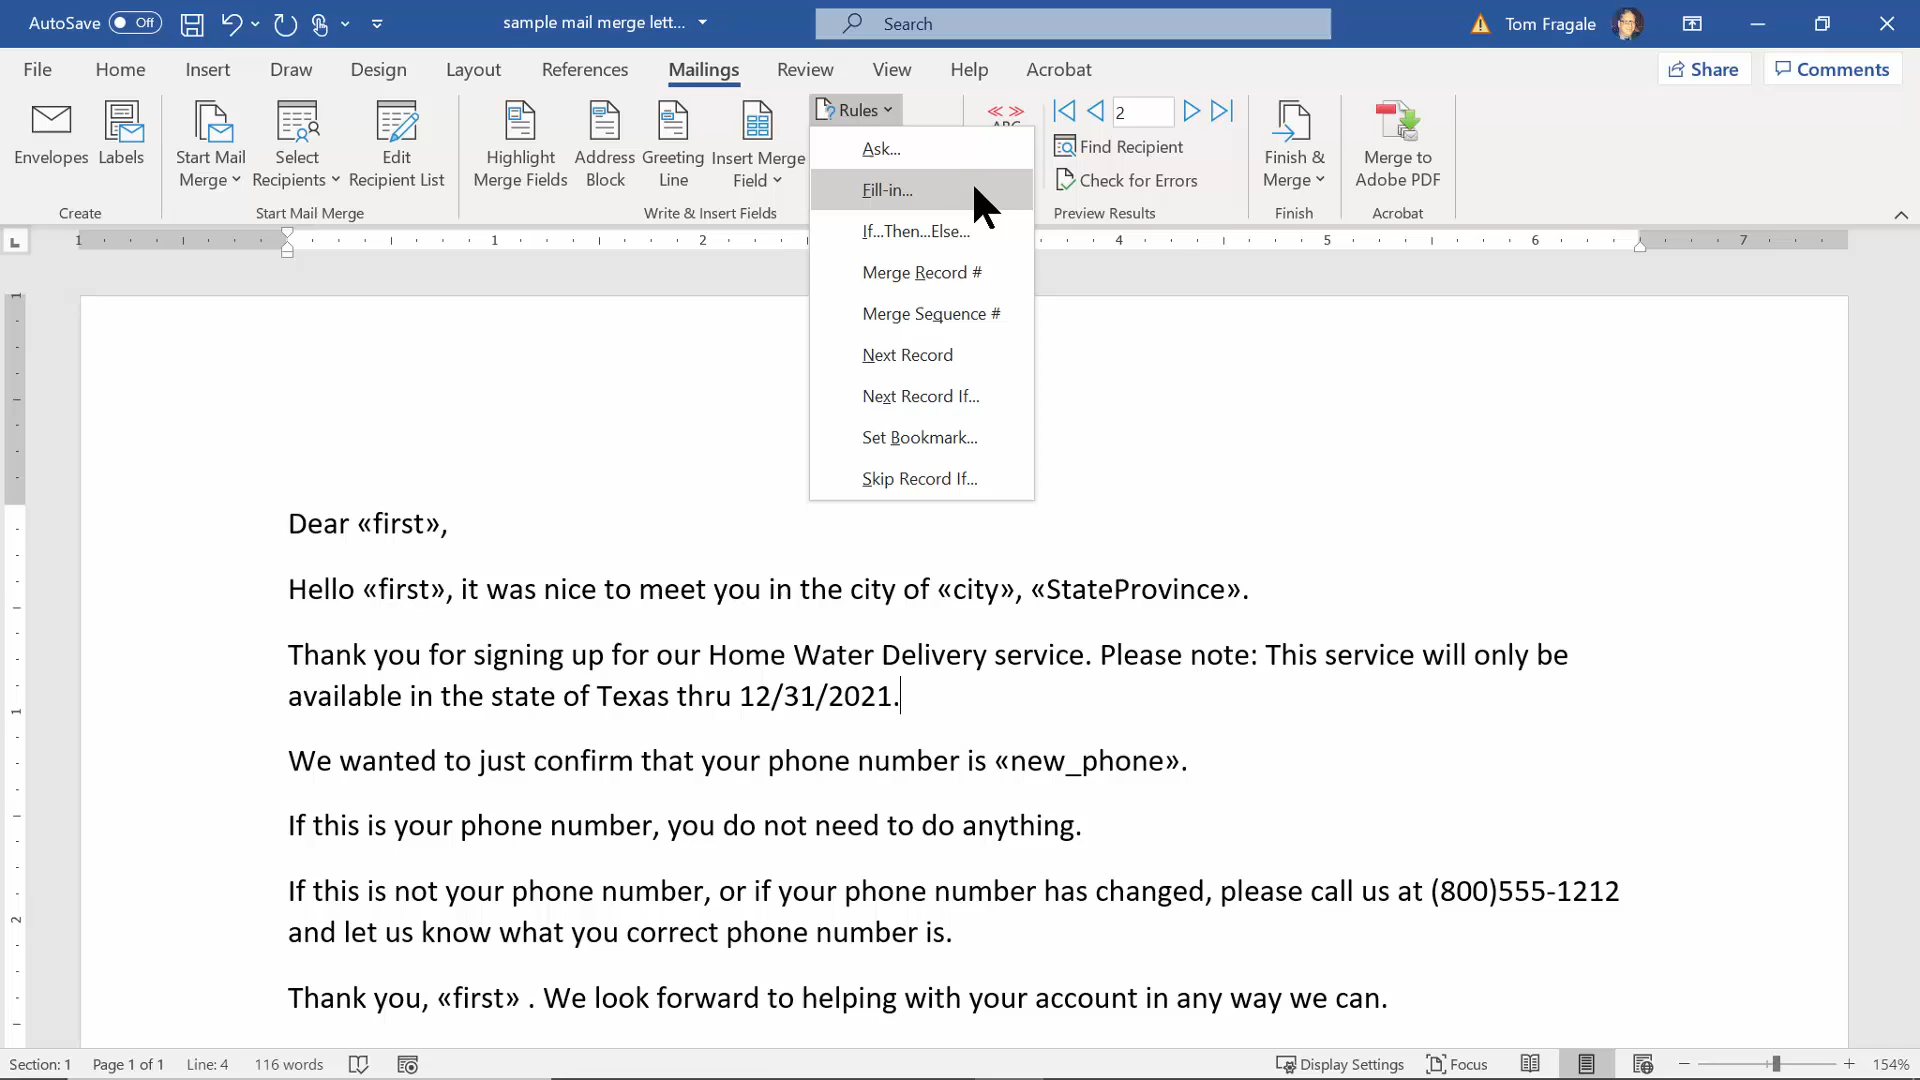 AutoSave Off
sample mail merge lett...
Search
Tom Fragale
File Home Insert Draw Design Layout References Mailings Review View Help Acrobat
Share Comments
Envelopes
Labels
Create
Start Mail
Merge
Select
Recipients
Edit
Recipient List
Start Mail Merge
Highlight
Merge Fields
Address
Block
Greeting
Line
Insert Merge
Field
Write & Insert Fields
Rules
Ask...
Fill-in...
If...Then...Else...
Merge Record #
Merge Sequence #
Next Record
Next Record If...
Set Bookmark...
Skip Record If...
2
Find Recipient
Check for Errors
Preview Results
Finish &
Merge
Finish
Merge to
Adobe PDF
Acrobat
1 1 2 4 5 6 7
1
1
2
Dear «first»,
Hello «first», it was nice to meet you in the city of «city», «StateProvince».
Thank you for signing up for our Home Water Delivery service. Please note: This service will only be
available in the state of Texas thru 12/31/2021.
We wanted to just confirm that your phone number is «new_phone».
If this is your phone number, you do not need to do anything.
If this is not your phone number, or if your phone number has changed, please call us at (800)555-1212
and let us know what you correct phone number is.
Thank you, «first» . We look forward to helping with your account in any way we can.
Section: 1 Page 1 of 1 Line: 4 116 words
Display Settings Focus 154%